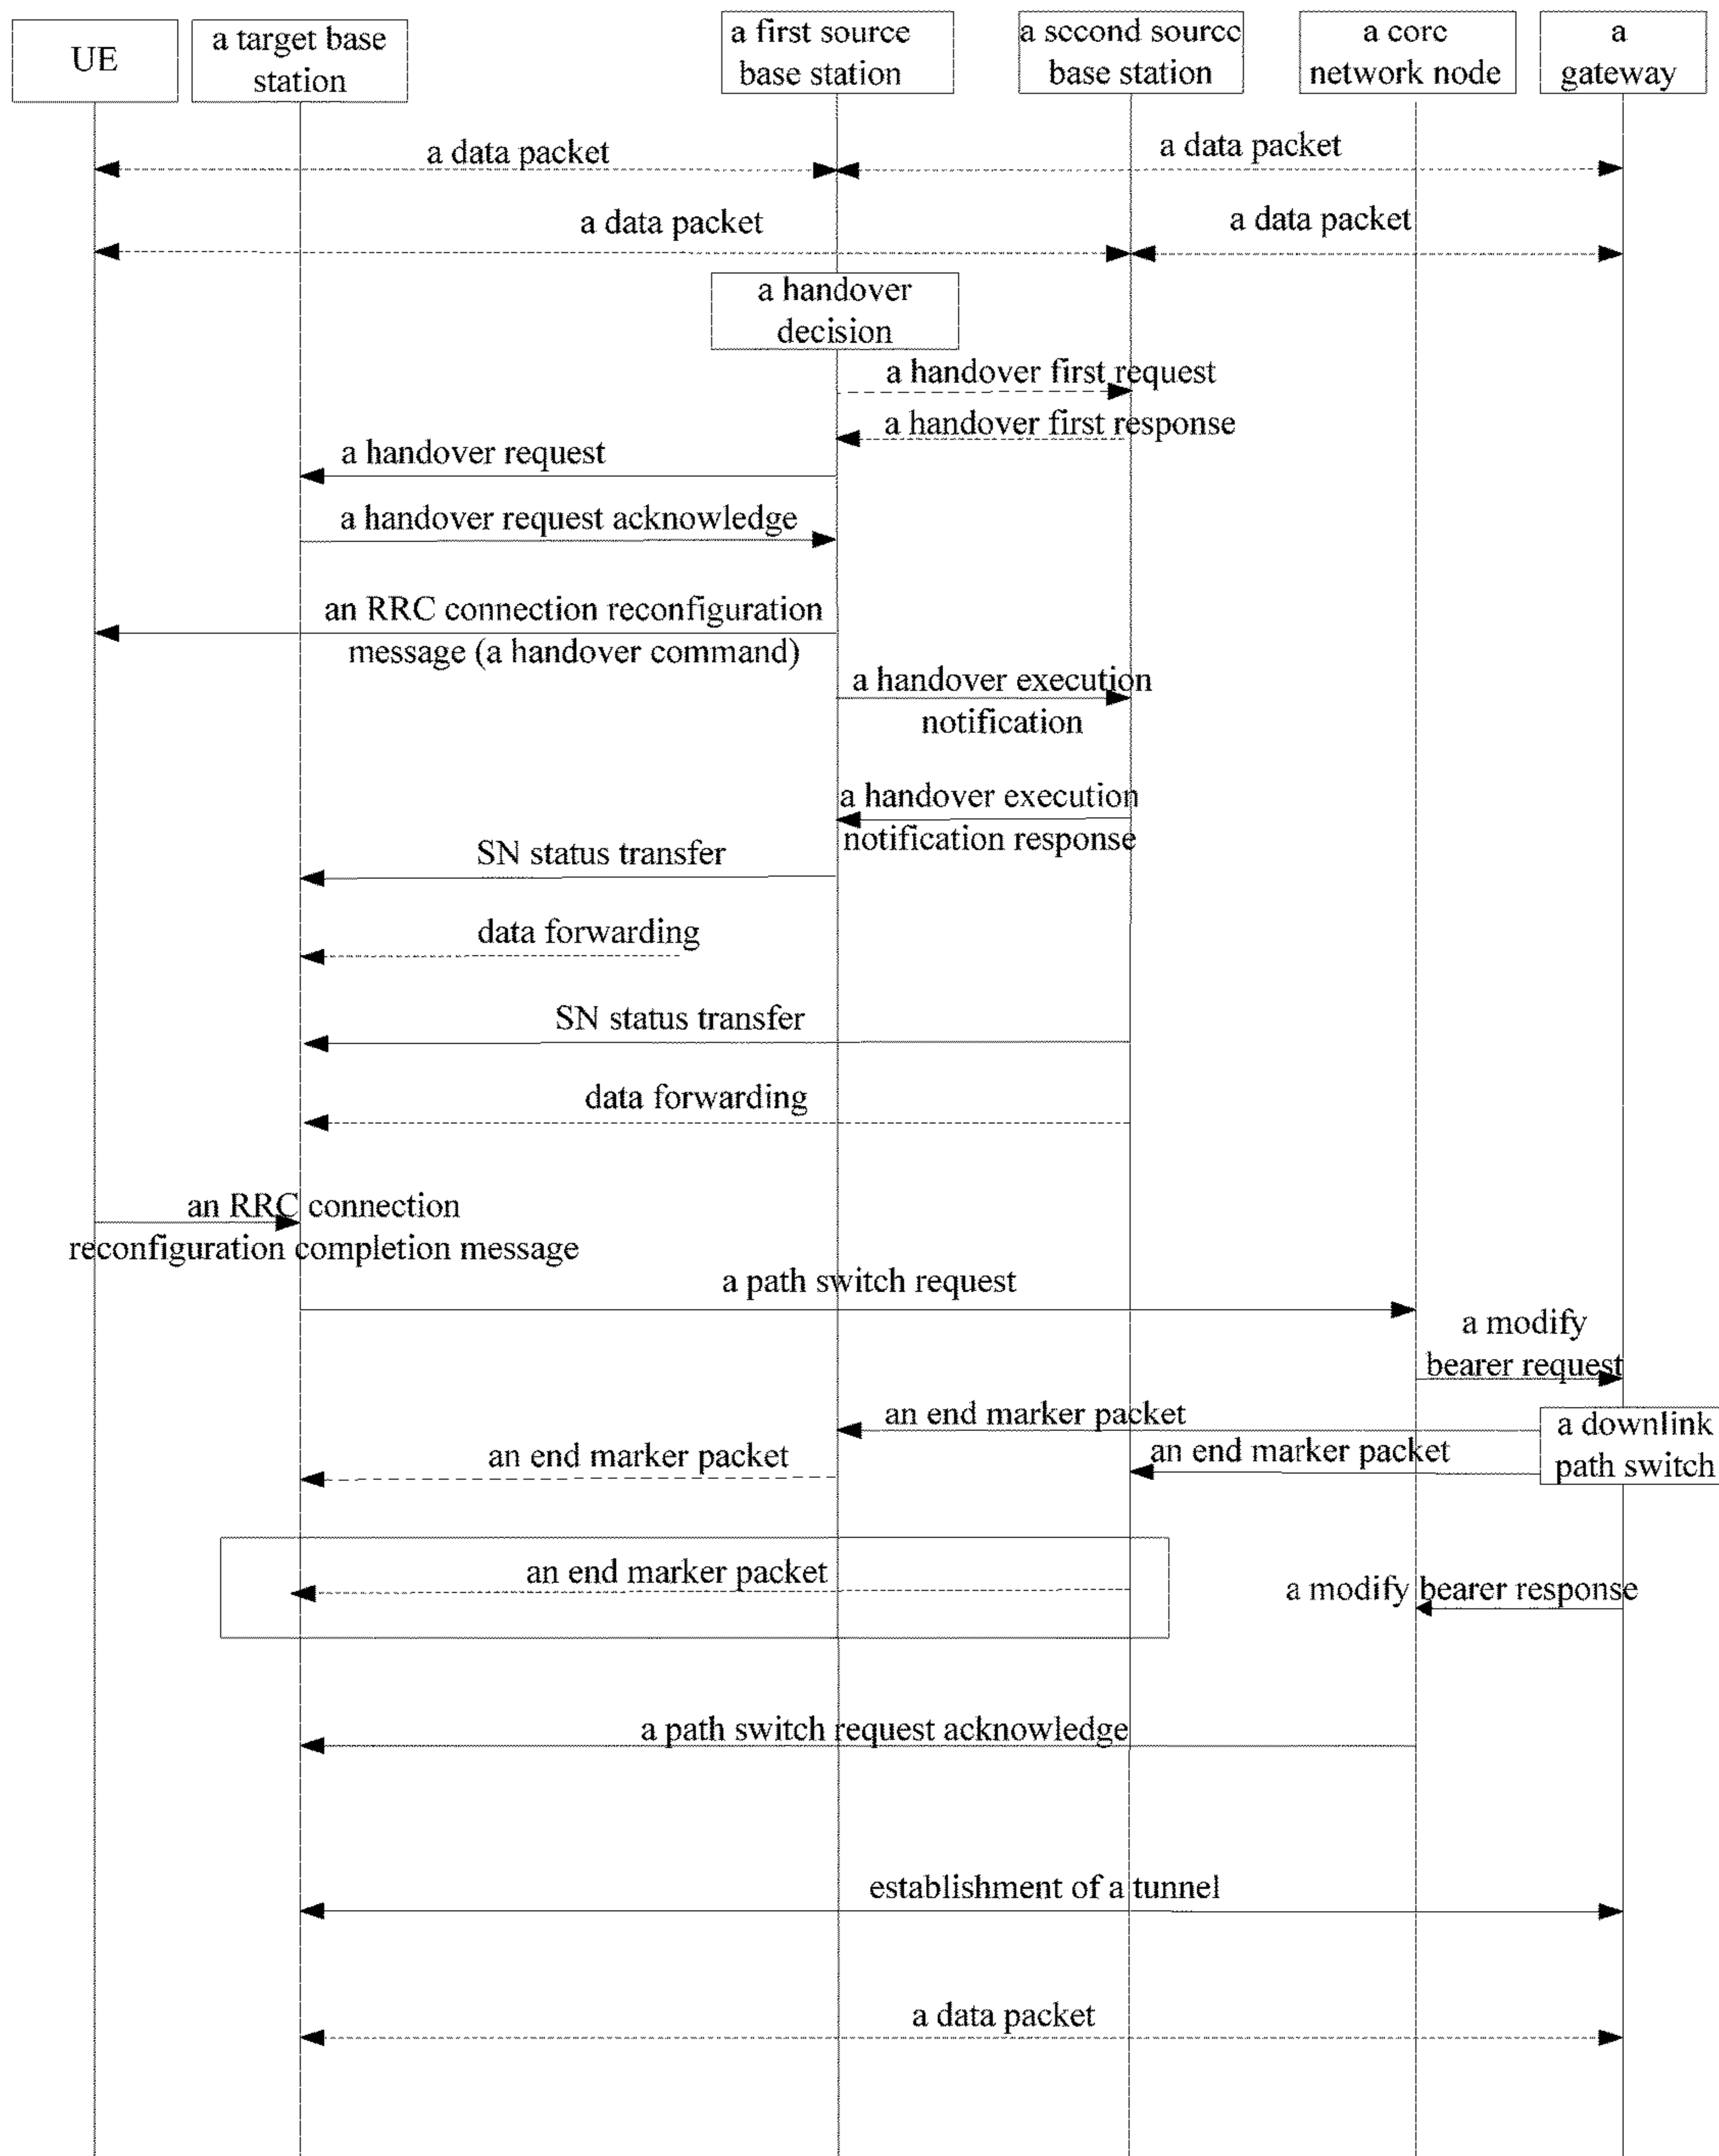 UE
a target base
station
a first source
base station
a second source
base station
a core
network node
a
gateway
a data packet
a data packet
a data packet
a data packet
a handover
decision
a handover first request
a handover first response
a handover request
a handover request acknowledge
an RRC connection reconfiguration
message (a handover command)
a handover execution
notification
a handover execution
notification response
SN status transfer
data forwarding
SN status transfer
data forwarding
an RRC connection
reconfiguration completion message
a path switch request
a modify
bearer request
an end marker packet
a downlink
path switch
an end marker packet
an end marker packet
an end marker packet
a modify bearer response
a path switch request acknowledge
establishment of a tunnel
a data packet